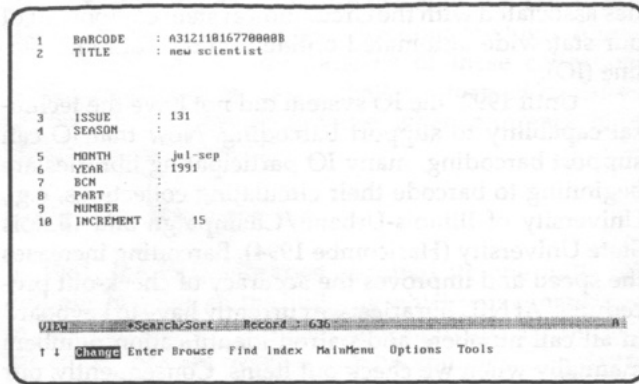 1 BARCODE : A31211016770000B
2 TITLE : new scientist
3 ISSUE : 131
4 SEASON :
5 MONTH : jul-sep
6 YEAR : 1991
7 BCN :
8 PART :
9 NUMBER :
10 INCREMENT : 15
VIEW +Search/Sort Record : 636 A
↑ ↓ Change Enter Browse Find Index MainMenu Options Tools